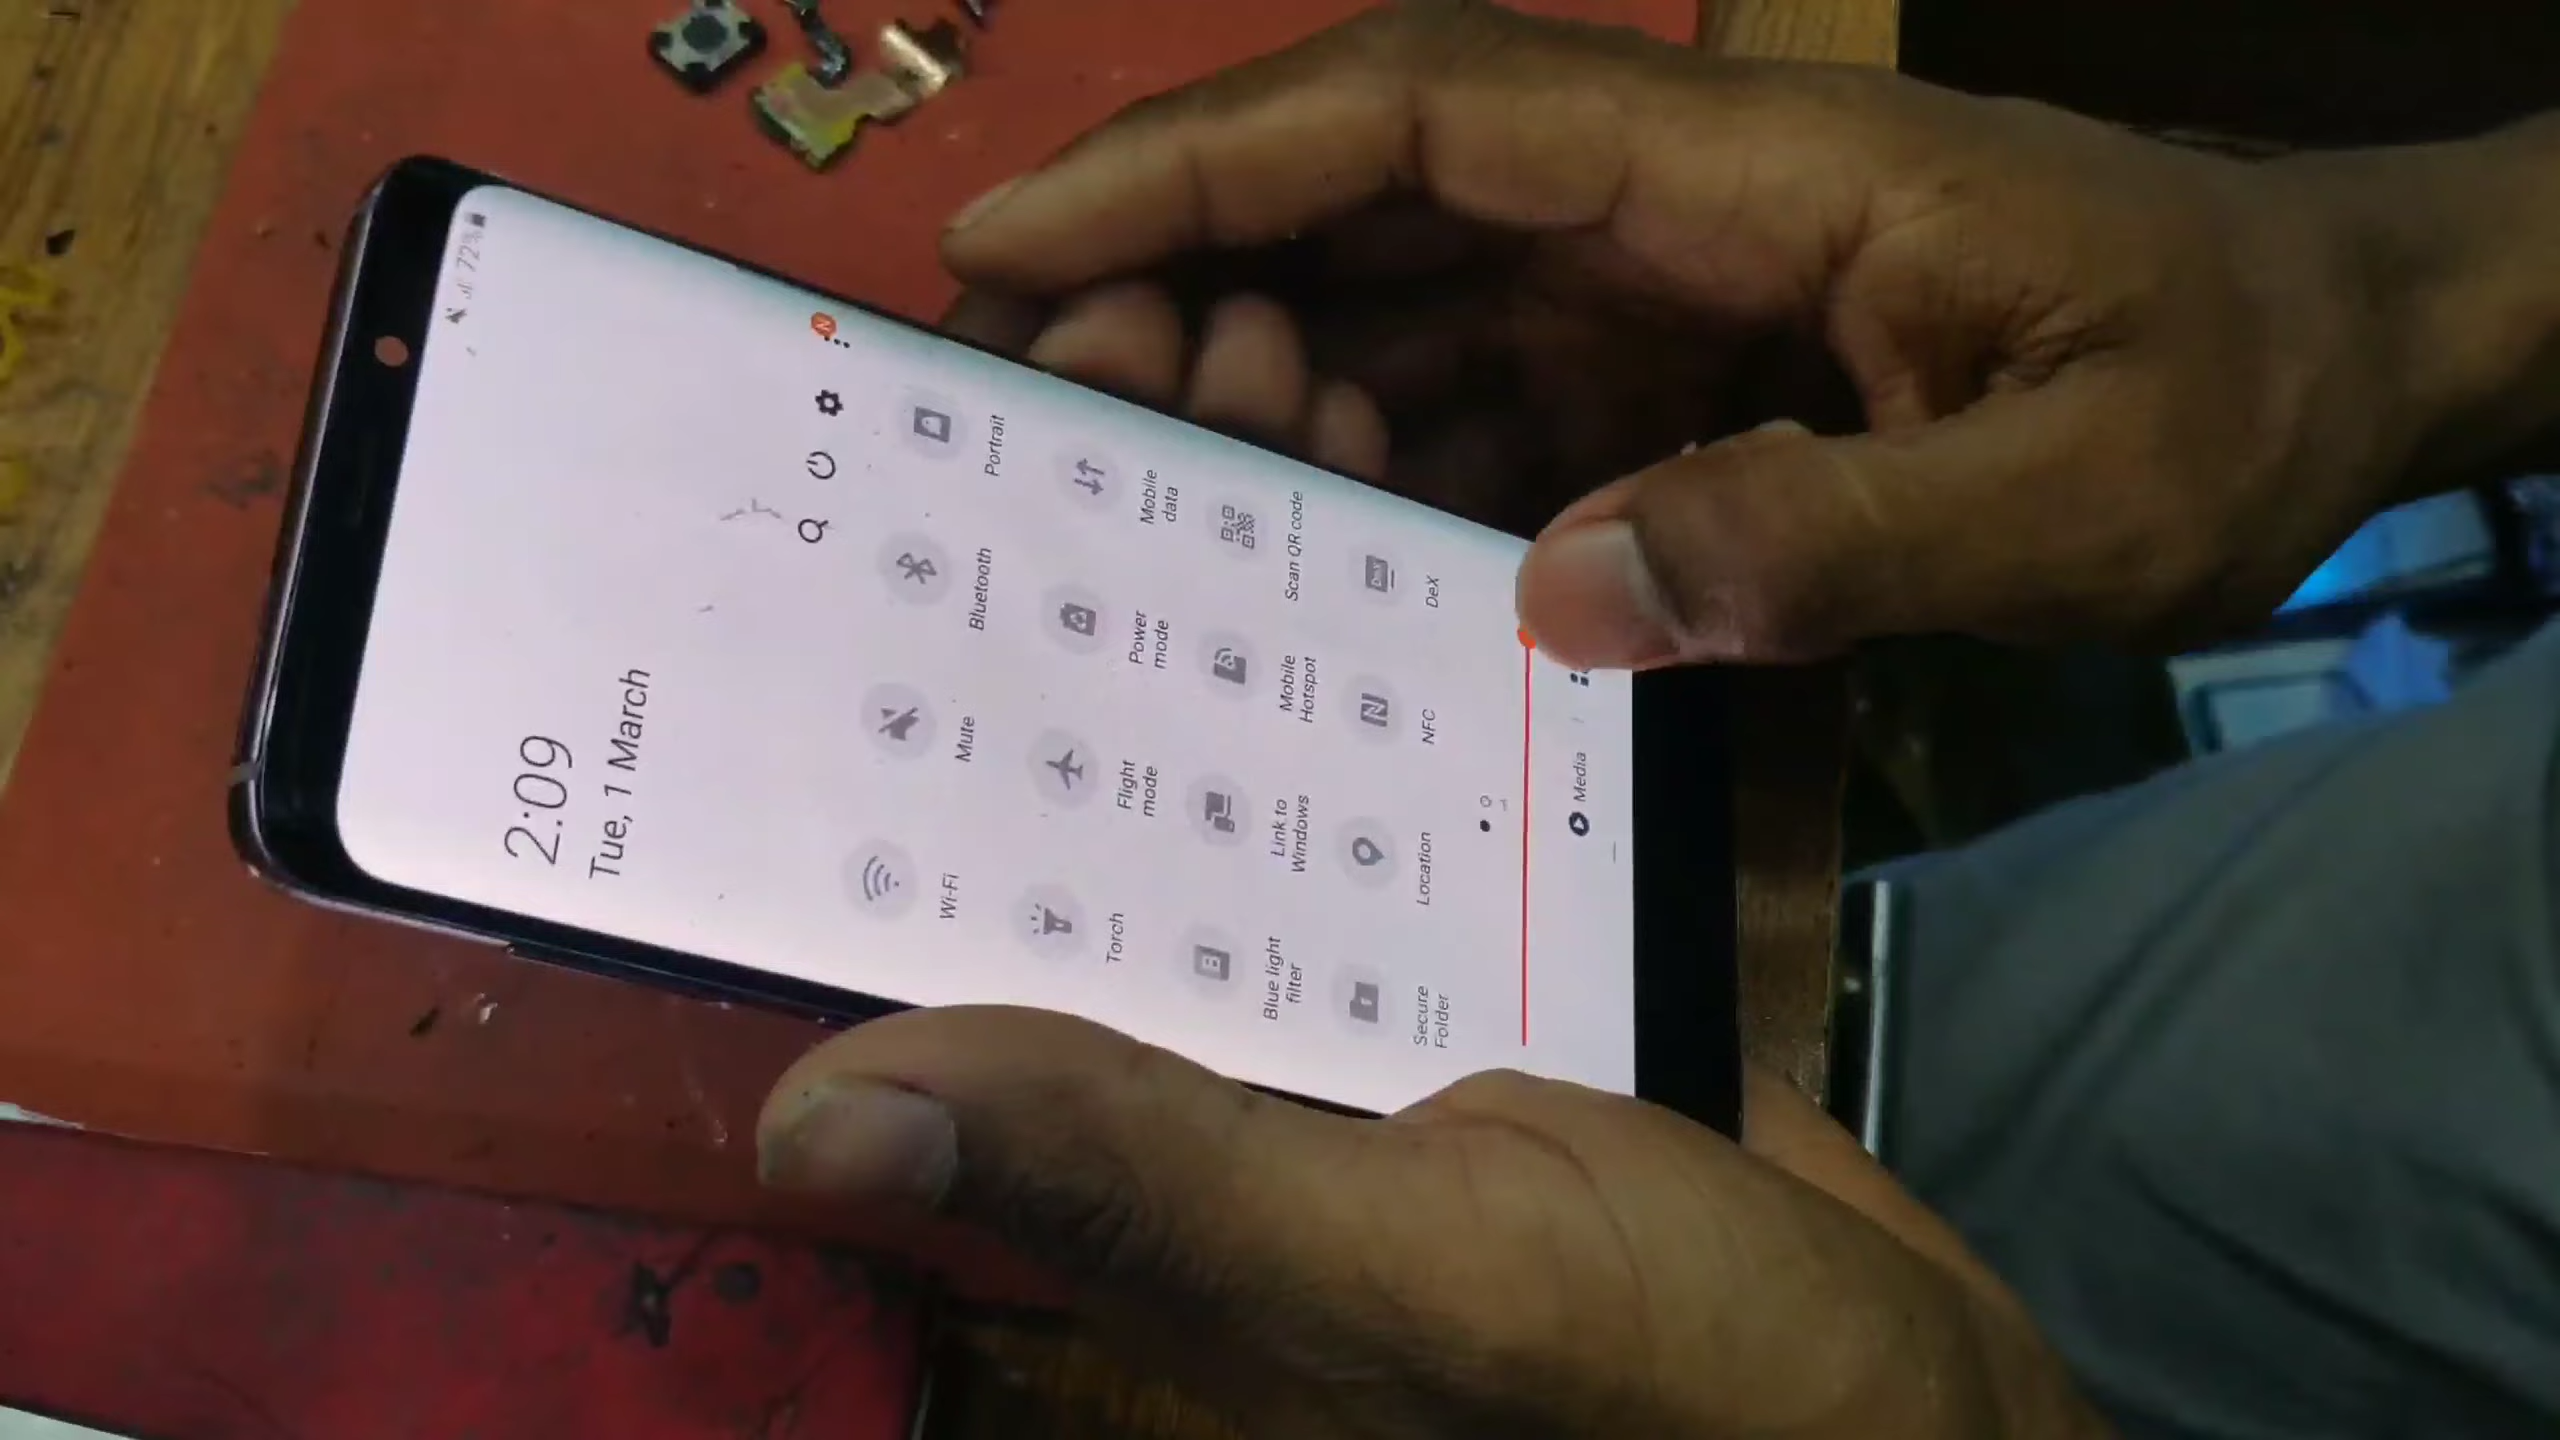 72%
2:09
Tue, 1 March
N
Wi-Fi
Mute
Bluetooth
Portrait
Torch
Flight
mode
Power
mode
Mobile
data
B
Blue light
filter
Link to
Windows
Mobile
Hotspot
Scan QR code
Secure
Folder
Location
N
NFC
DeX
DeX
Media